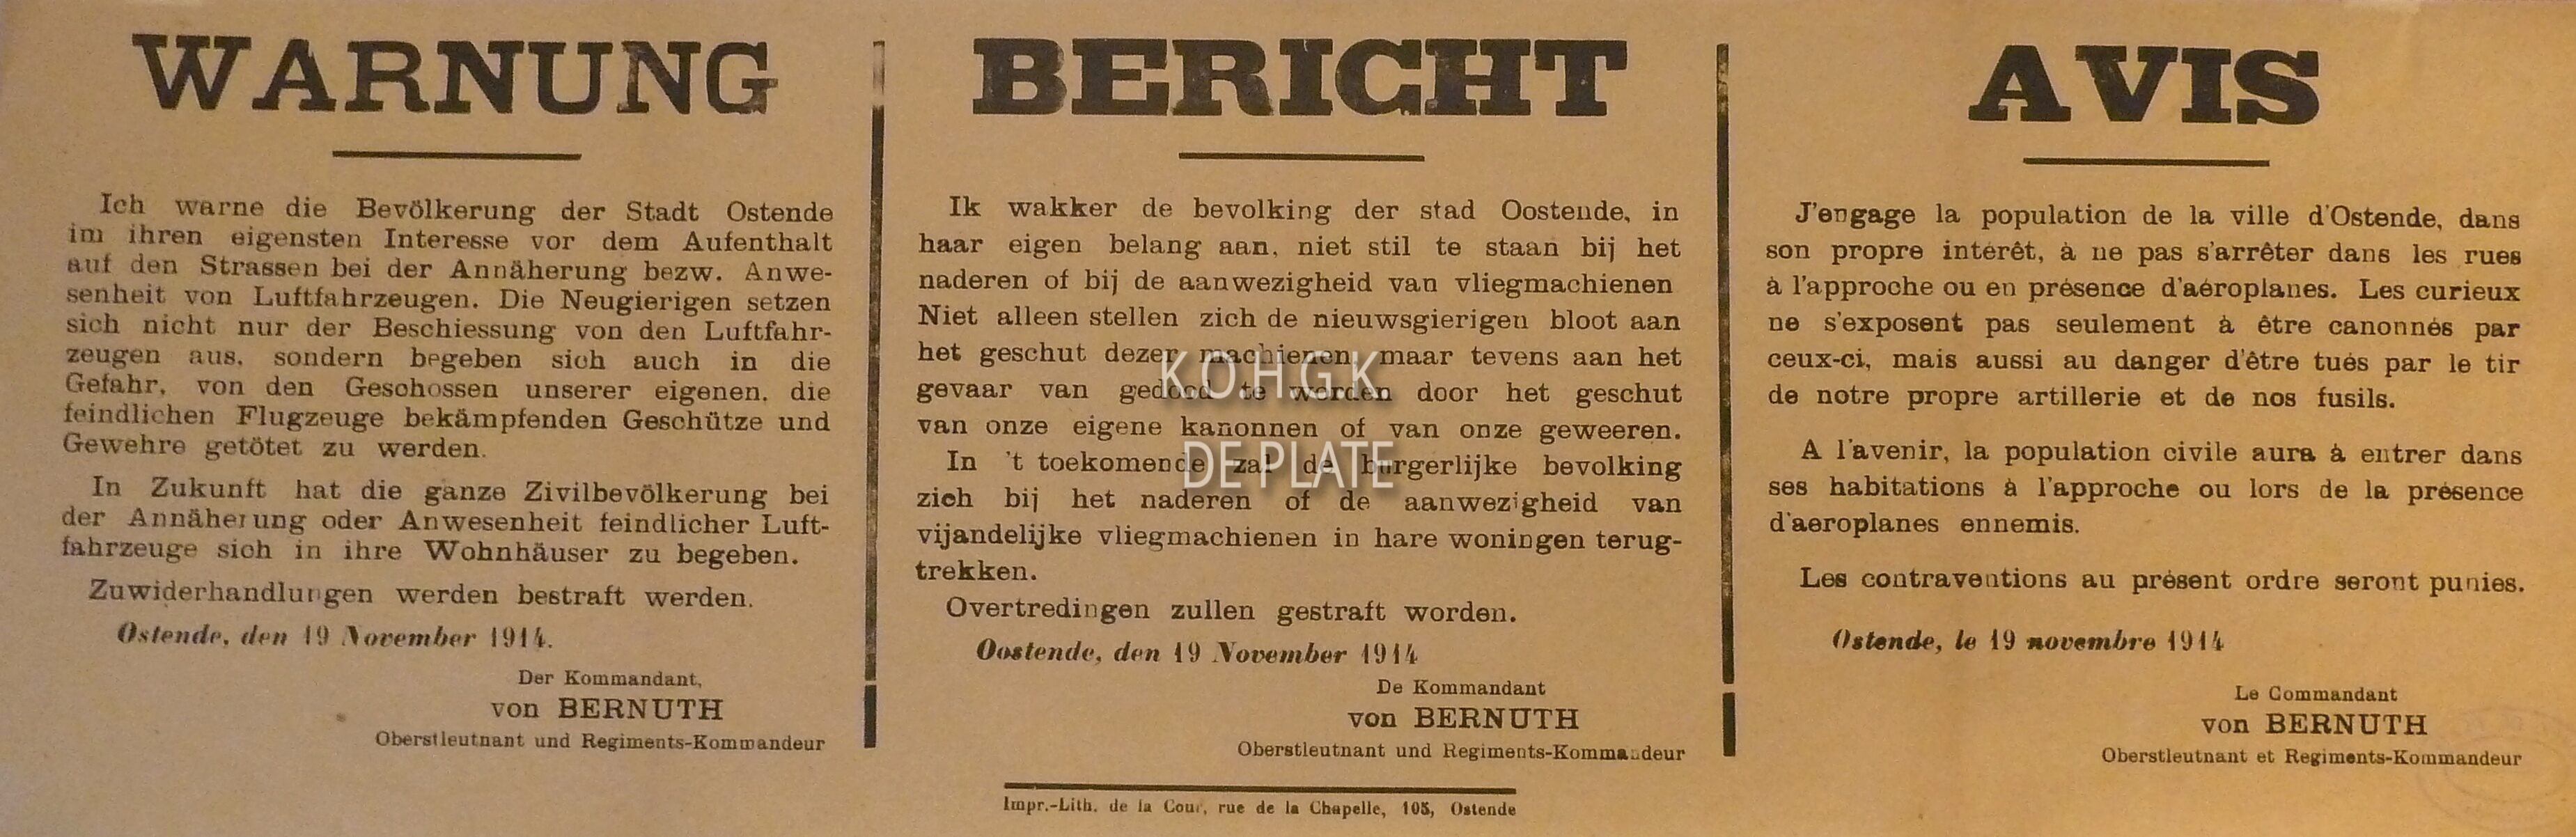 WARNUNG
Ich warne die Bevölkerung der Stadt Ostende
im ihren eigensten Interesse vor dem Aufenthalt
auf den Strassen bei der Annäherung bezw. Anwe-
senheit von Luftfahrzeugen. Die Neugierigen setzen
sich nicht nur der Beschiessung von den Luftfahr-
zeugen aus, sondern begeben sich auch in die
Gefahr, von den Geschossen unserer eigenen, die
feindlichen Flugzeuge bekämpfenden Geschütze und
Gewehre getötet zu werden.
In Zukunft hat die ganze Zivilbevölkerung bei
der Annäherung oder Anwesenheit feindlicher Luft-
fahrzeuge sich in ihre Wohnhäuser zu begeben.
Zuwiderhandlungen werden bestraft werden.
Ostende, den 19 November 1914.
Der Kommandant,
von BERNUTH
Oberstleutnant und Regiments-Kommandeur
BERICHT
Ik wakker de bevolking der stad Oostende, in
haar eigen belang aan, niet stil te staan bij het
naderen of bij de aanwezigheid van vliegmachienen
Niet alleen stellen zich de nieuwsgierigen bloot aan
het geschut dezer machienen, maar tevens aan het
gevaar van gedood te worden door het geschut
van onze eigene kanonnen of van onze geweeren.
In 't toekomende zal de burgerlijke bevolking
zich bij het naderen of de aanwezigheid van
vijandelijke vliegmachienen in hare woningen terug-
trekken.
Overtredingen zullen gestraft worden.
Oostende, den 19 November 1914
De Kommandant
von BERNUTH
Oberstleutnant und Regiments-Kommandeur
AVIS
J'engage la population de la ville d'Ostende, dans
son propre intérêt, à ne pas s'arrêter dans les rues
à l'approche ou en présence d'aéroplanes. Les curieux
ne s'exposent pas seulement à être canonnés par
ceux-ci, mais aussi au danger d'être tués par le tir
de notre propre artillerie et de nos fusils.
A l'avenir, la population civile aura à entrer dans
ses habitations à l'approche ou lors de la présence
d'aeroplanes ennemis.
Les contraventions au présent ordre seront punies.
Ostende, le 19 novembre 1914
Le Commandant
von BERNUTH
Oberstleutnant et Regiments-Kommandeur
Impr.-Lith. de la Cour, rue de la Chapelle, 105, Ostende
K.O.H.G.K
DE PLATE